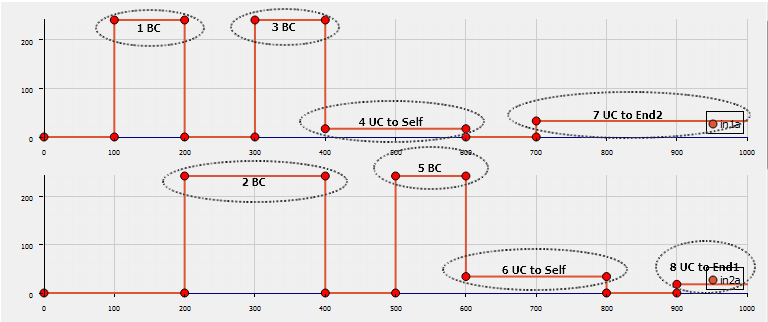 1 BC
3 BC
200
100
4 UC to Self
7 UC to End2
in1a
0
0 100 200 300 400 500 600 700 800 900 1000
5 BC
2 BC
200
100
6 UC to Self
8 UC to End1
in2a
0
0 100 200 300 400 500 600 700 800 900 1000